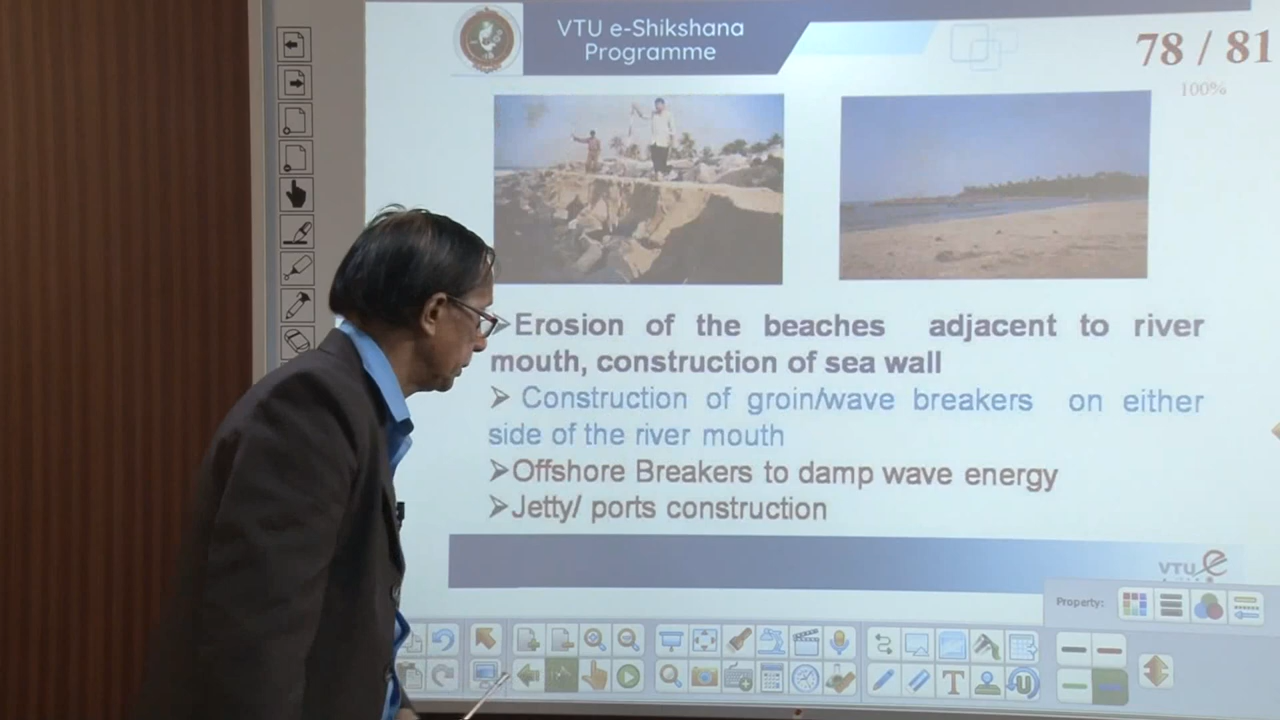 VTU e-Shikshana
Programme
78 / 81
100%
➢Erosion of the beaches adjacent to river
mouth, construction of sea wall
➢ Construction of groin/wave breakers on either
side of the river mouth
➢Offshore Breakers to damp wave energy
➢Jetty/ ports construction
VTU e
Property: